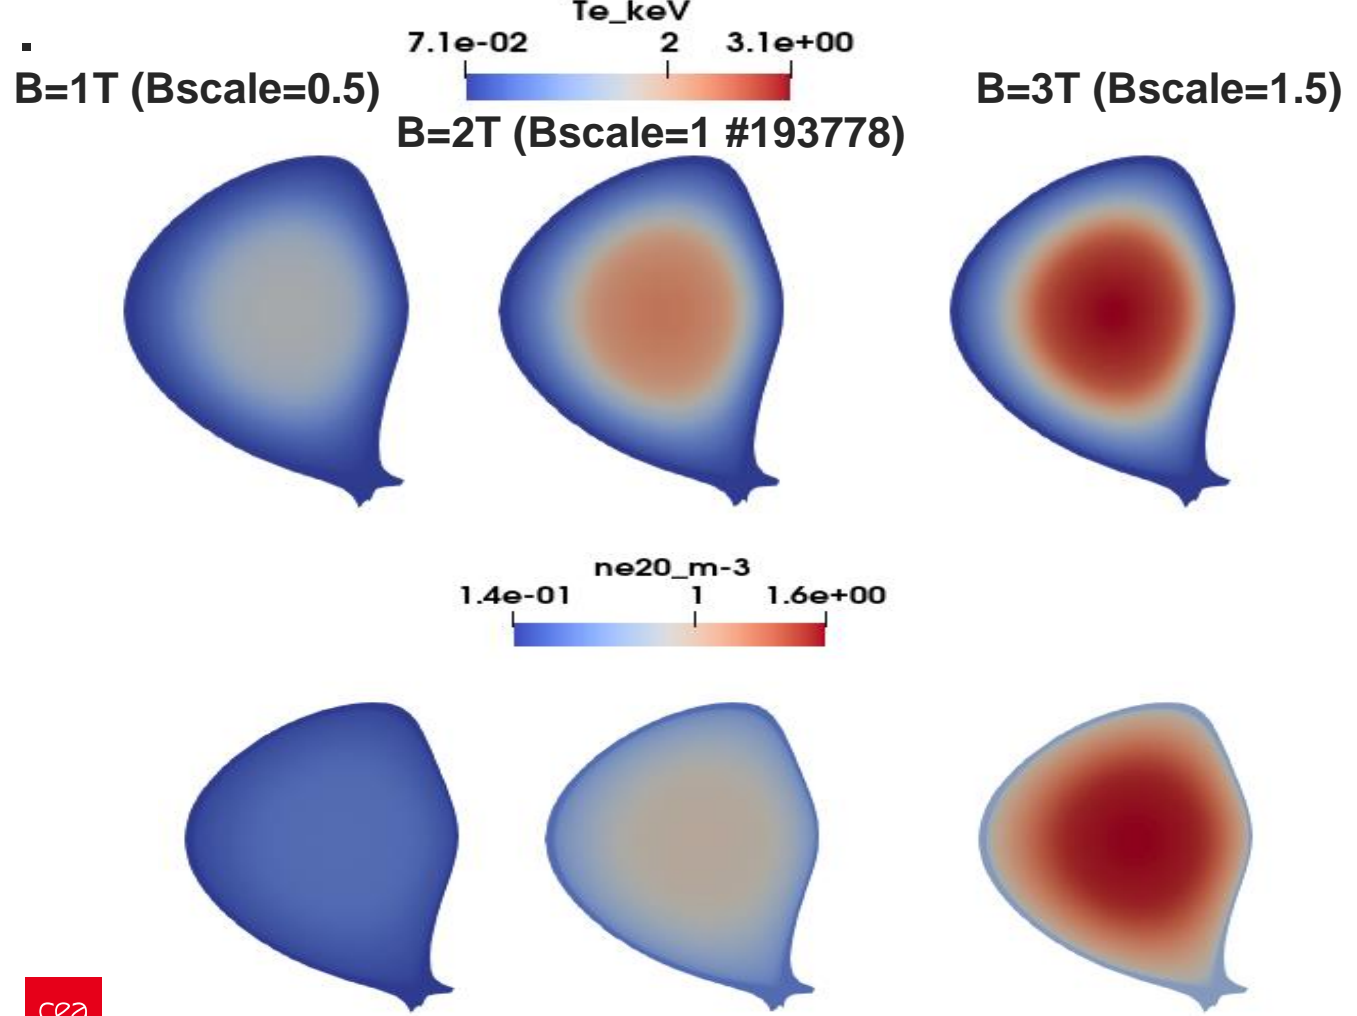 Te_keV
7.1e-02 2 3.1e+00
B=1T (Bscale=0.5)
B=3T (Bscale=1.5)
B=2T (Bscale=1 #193778)
ne20_m-3
1.4e-01 1 1.6e+00
cea